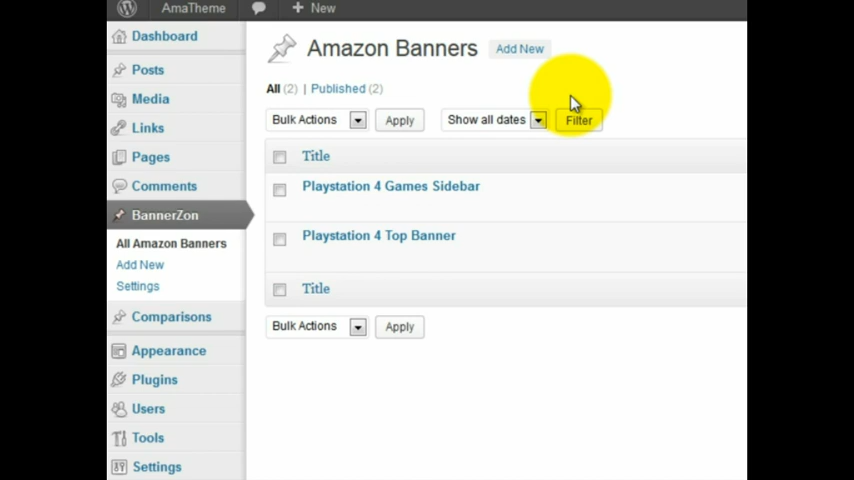 AmaTheme + New
Dashboard
Posts
Media
Links
Pages
Comments
BannerZon
All Amazon Banners
Add New
Settings
Comparisons
Appearance
Plugins
Users
Tools
Settings
Amazon Banners Add New
All (2) | Published (2)
Bulk Actions Apply Show all dates Filter
Title
Playstation 4 Games Sidebar
Playstation 4 Top Banner
Title
Bulk Actions Apply